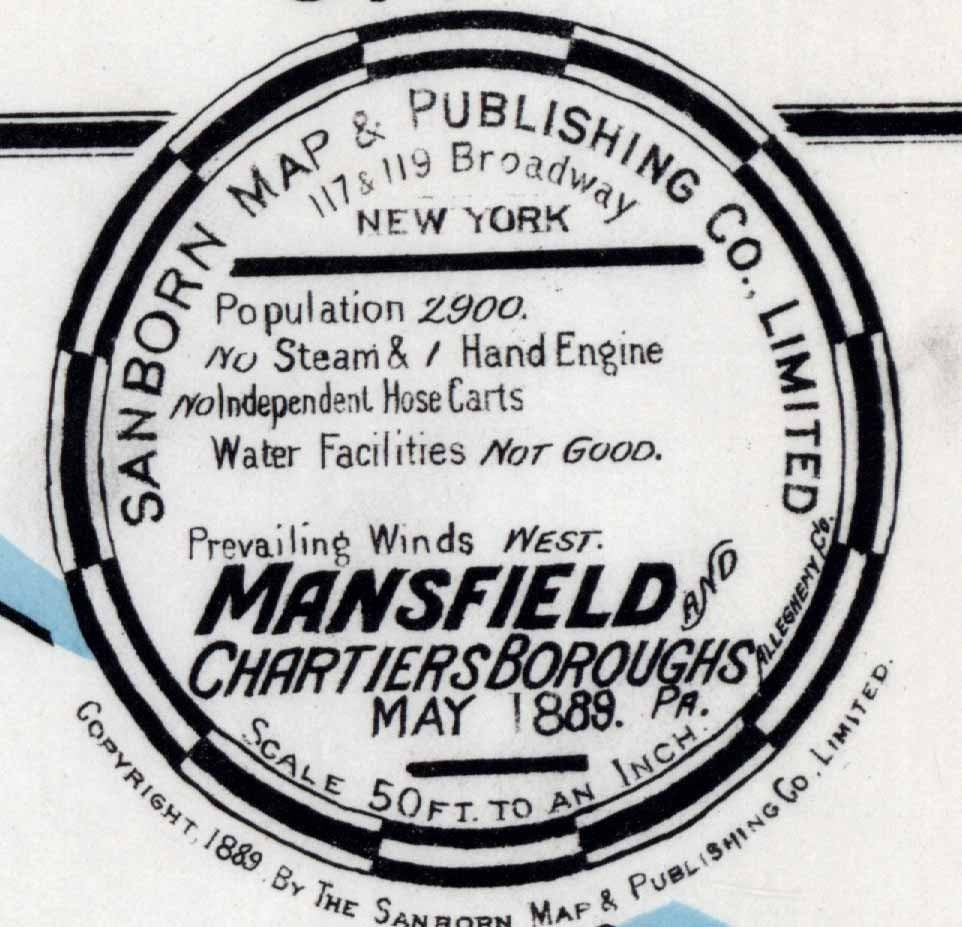 SANBORN MAP & PUBLISHING CO., LIMITED
117 & 119 Broadway
NEW YORK
Population 2900.
No Steam & 1 Hand Engine
No Independent Hose Carts
Water Facilities NOT GOOD.
Prevailing Winds WEST.
MANSFIELD AND
CHARTIERS BOROUGHS ALLEGHENY Co.
MAY 1889. PA.
SCALE 50 FT. TO AN INCH.
COPYRIGHT, 1889, BY THE SANBORN MAP & PUBLISHING CO. LIMITED.